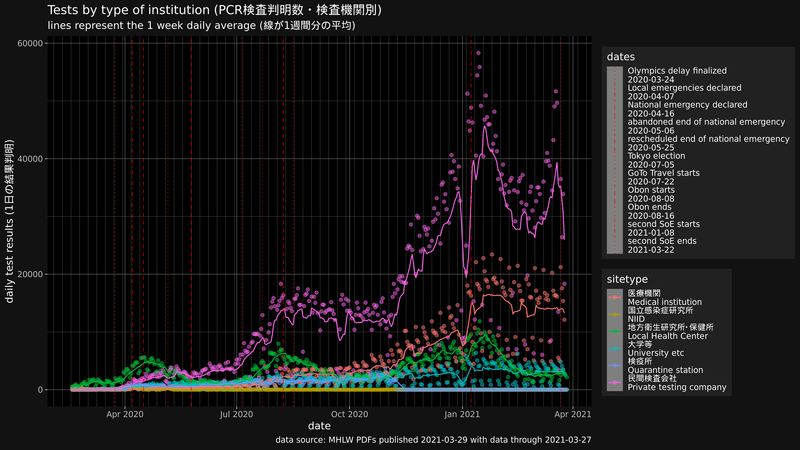 Tests by type of institution (PCR検査判明数・検査機関別)
lines represent the 1 week daily average (線が1週間分の平均)
60000
40000
20000
0
daily test results (1日の結果判明)
Apr 2020
Jul 2020
Oct 2020
Jan 2021
Apr 2021
date
data source: MHLW PDFs published 2021-03-29 with data through 2021-03-27
dates
Olympics delay finalized
2020-03-24
Local emergencies declared
2020-04-07
National emergency declared
2020-04-16
abandoned end of national emergency
2020-05-06
rescheduled end of national emergency
2020-05-25
Tokyo election
2020-07-05
GoTo Travel starts
2020-07-22
Obon starts
2020-08-08
Obon ends
2020-08-16
second SoE starts
2021-01-08
second SoE ends
2021-03-22
sitetype
医療機関
Medical institution
国立感染症研究所
NIID
地方衛生研究所・保健所
Local Health Center
大学等
University etc
検疫所
Quarantine station
民間検査会社
Private testing company